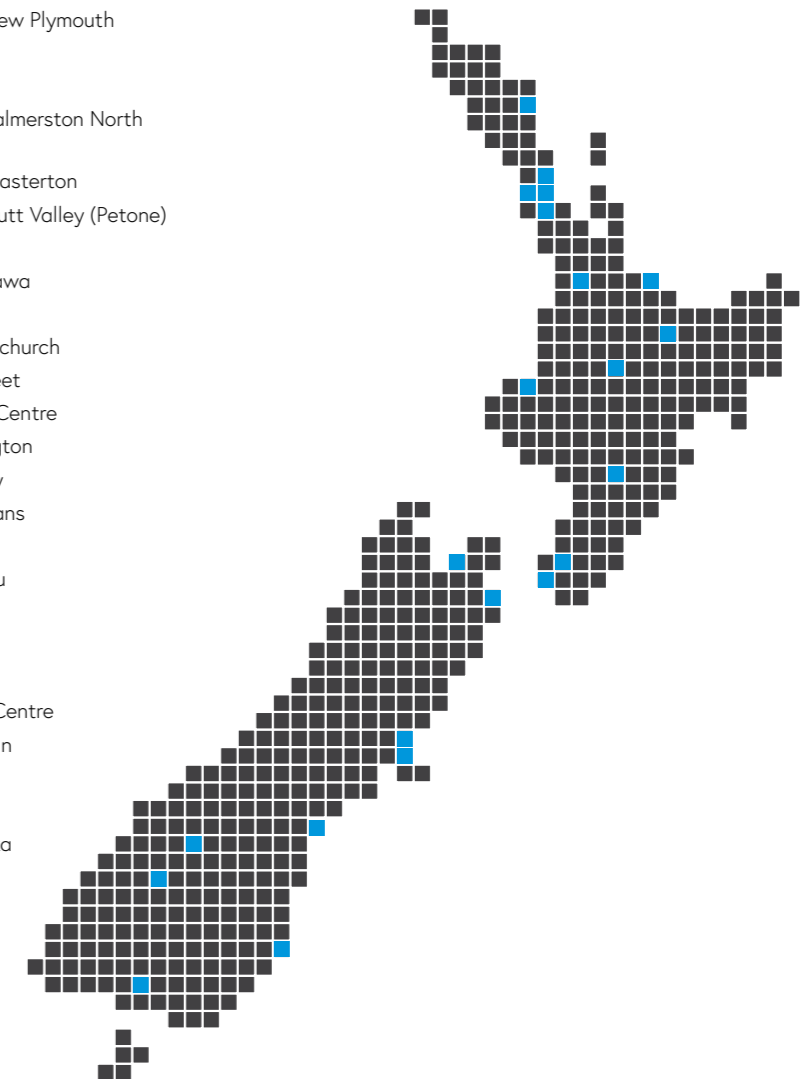 ew Plymouth
almerston North
asterton
utt Valley (Petone)
awa
church
eet
Centre
gton
y
ans
u
Centre
n
a